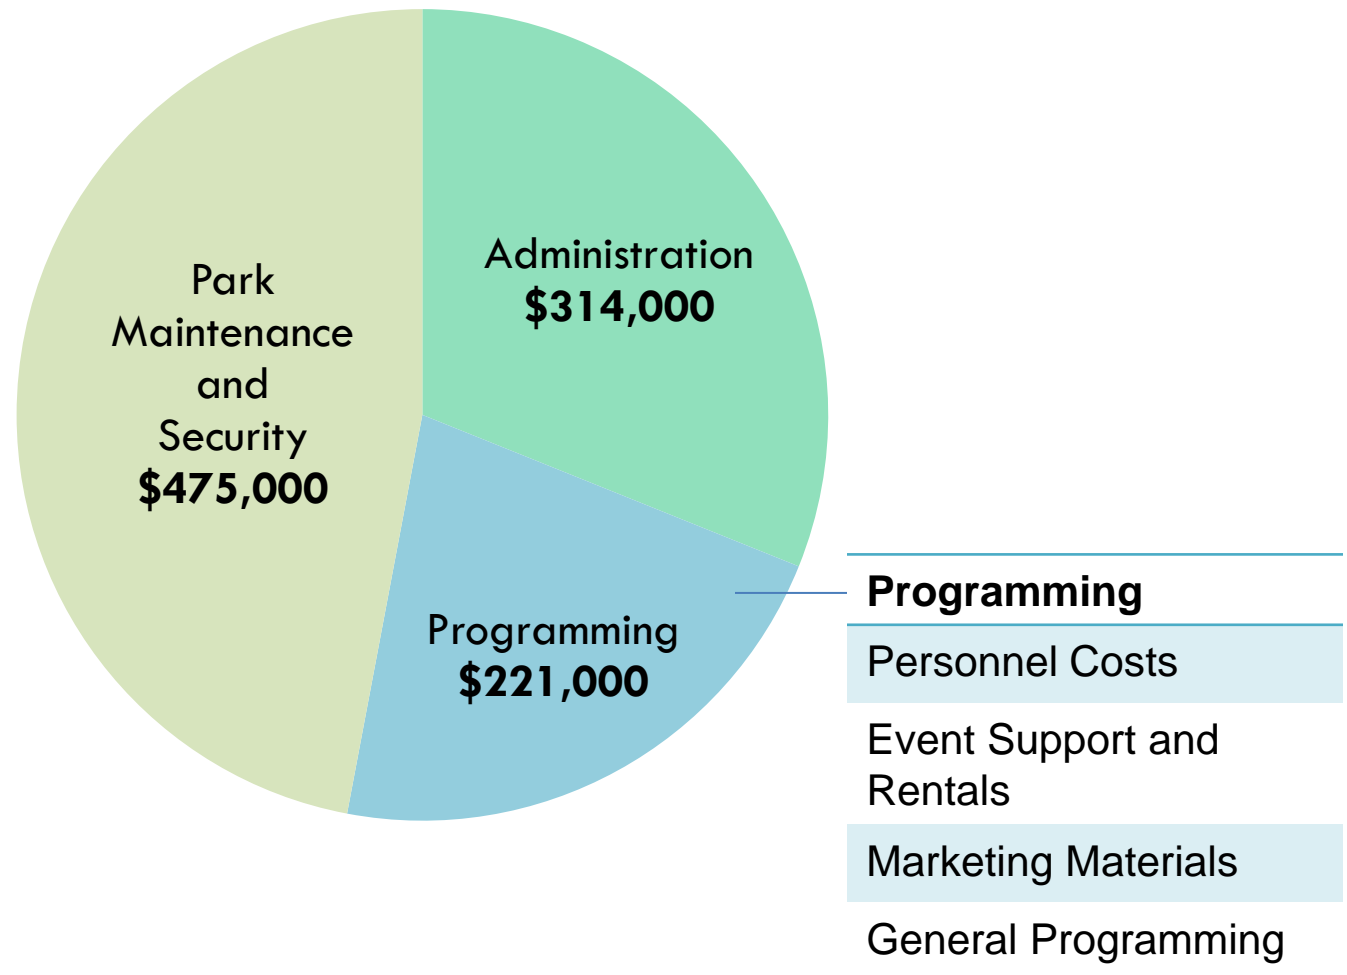 Administration
$314,000
Park
Maintenance
and
Security
$475,000
Programming
$221,000
Programming
Personnel Costs
Event Support and
Rentals
Marketing Materials
General Programming